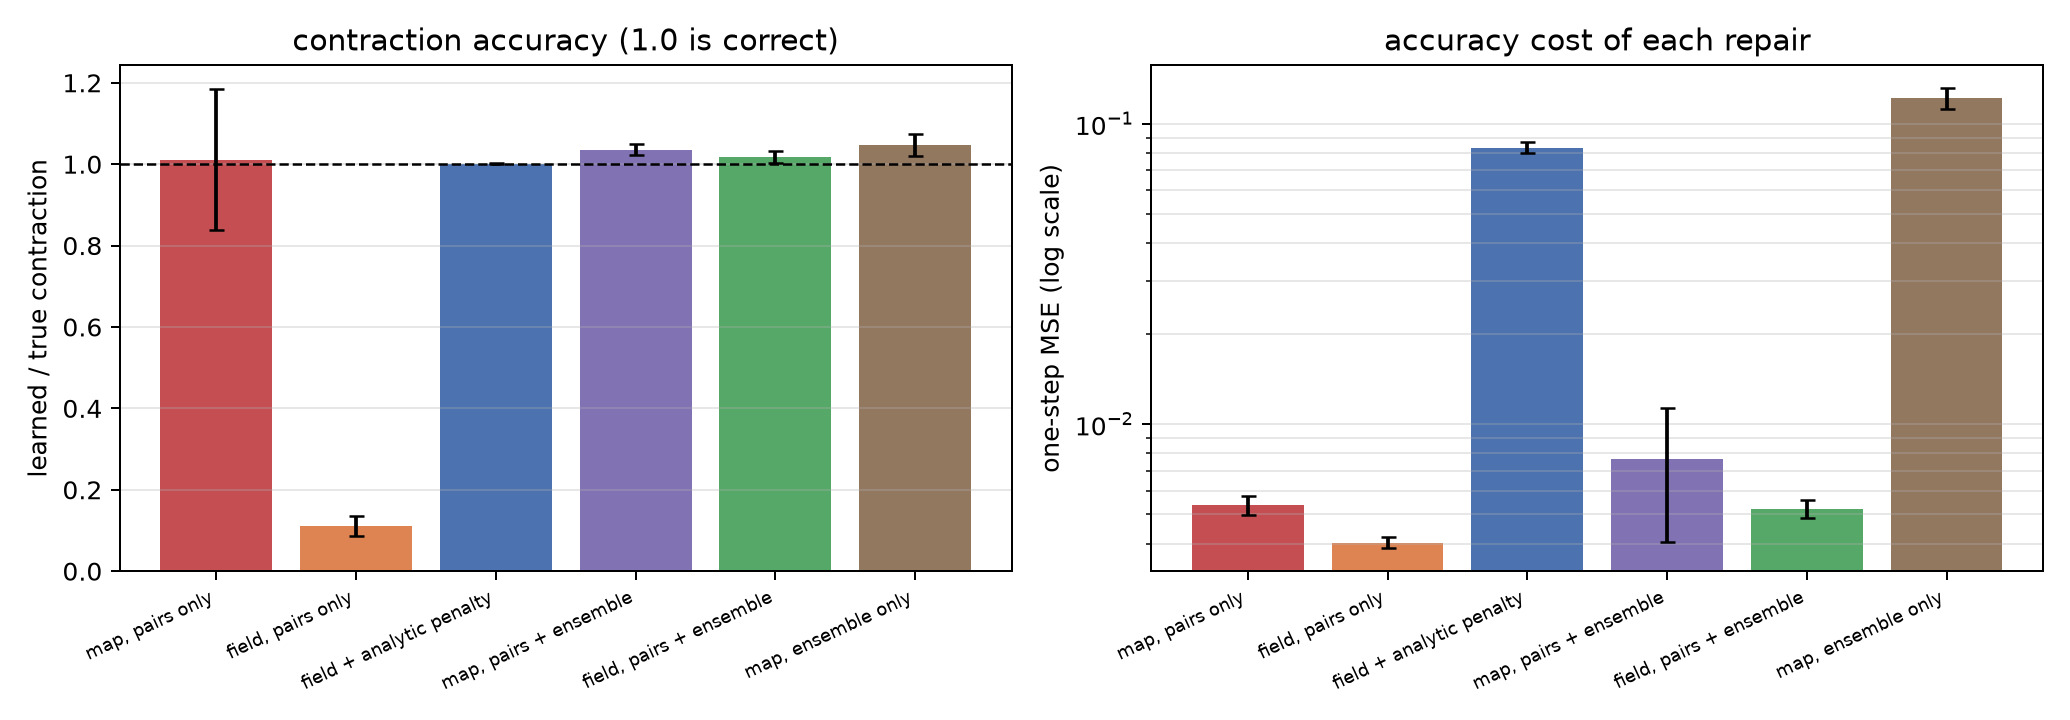 contraction accuracy (1.0 is correct)
learned / true contraction
1.2
1.0
0.8
0.6
0.4
0.2
0.0
map, pairs only
field, pairs only
field + analytic penalty
map, pairs + ensemble
field, pairs + ensemble
map, ensemble only
accuracy cost of each repair
one-step MSE (log scale)
10⁻¹
10⁻²
map, pairs only
field, pairs only
field + analytic penalty
map, pairs + ensemble
field, pairs + ensemble
map, ensemble only